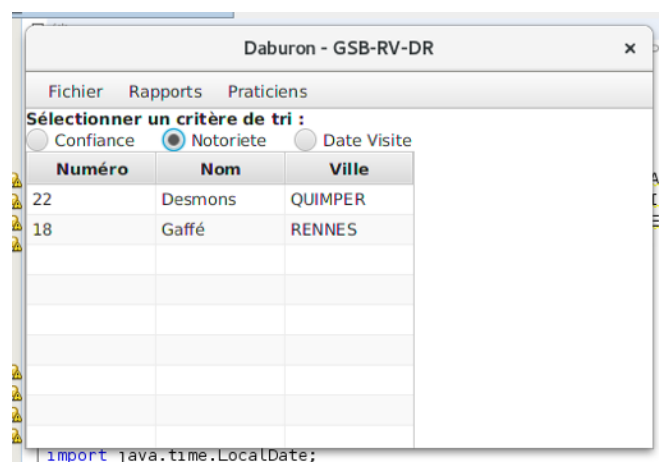 Daburon - GSB-RV-DR
×
Fichier Rapports Praticiens
Sélectionner un critère de tri :
Confiance Notoriete Date Visite
Numéro Nom Ville
22 Desmons QUIMPER
18 Gaffé RENNES
import java.time.LocalDate;